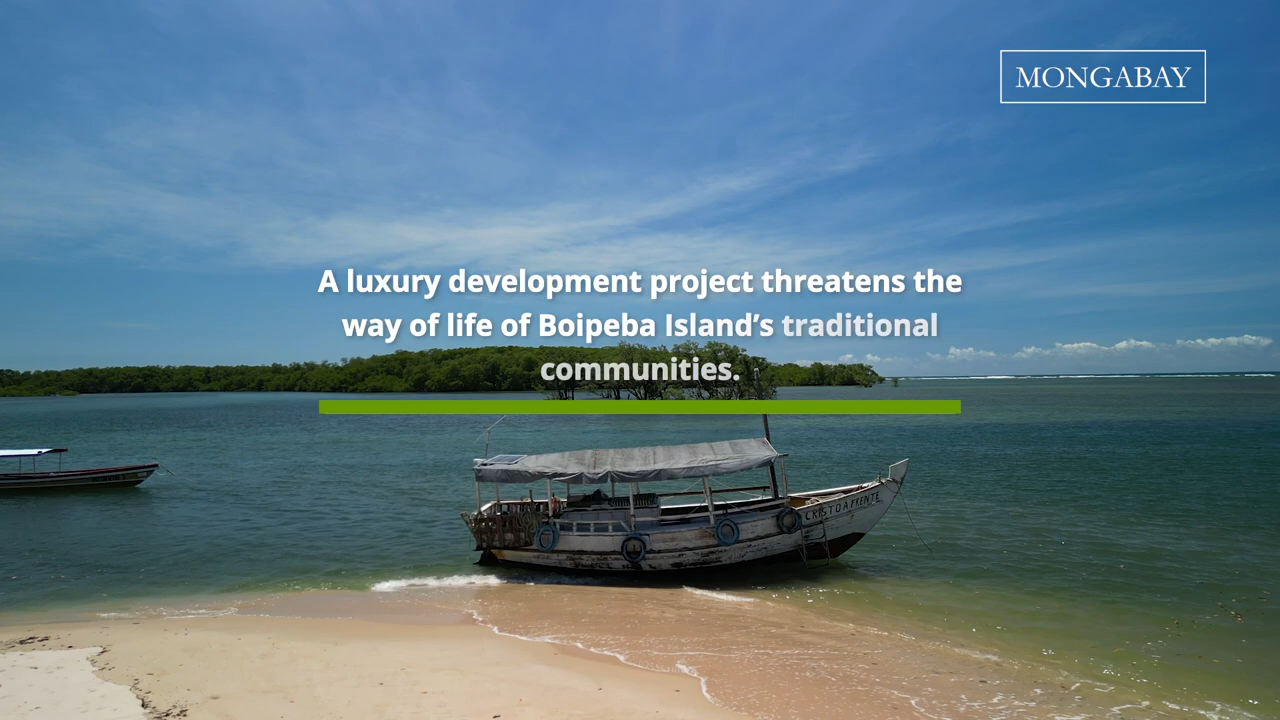 MONGABAY
A luxury development project threatens the
way of life of Boipeba Island’s traditional
communities.
CRISTO A FRENTE